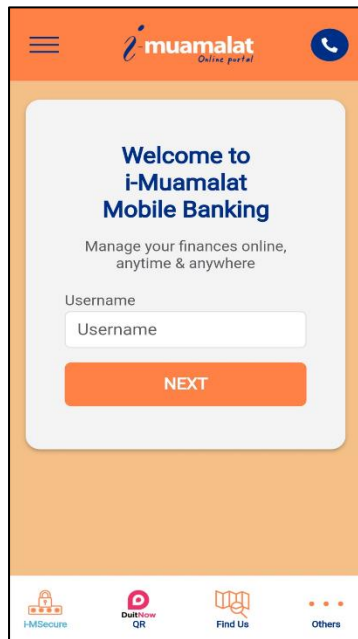 i-muamalat
Online portal
Welcome to
i-Muamalat
Mobile Banking
Manage your finances online,
anytime & anywhere
Username
Username
NEXT
i-MSecure
DuitNow
QR
Find Us
Others